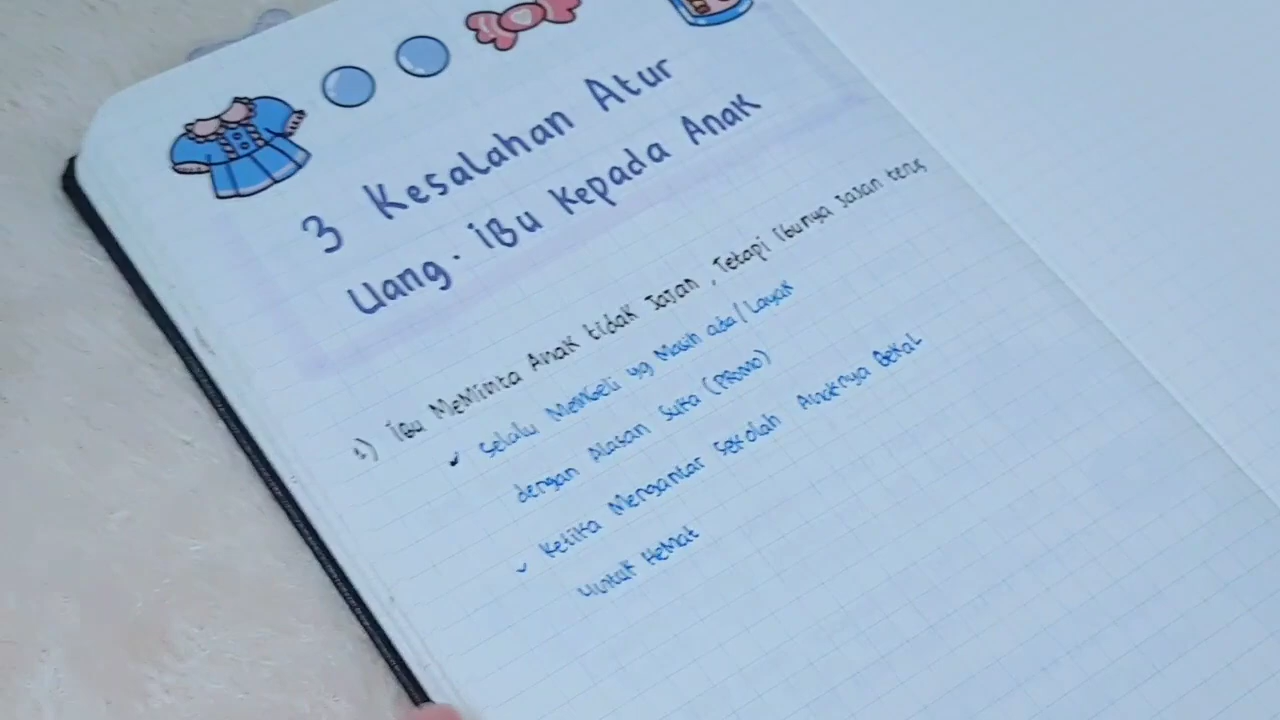 3 Kesalahan Atur
Uang. iBu Kepada Anak
1) iBu MeMinta Anak tidak Jajan, Tetapi ibunya Jajan terus
✓ Selalu Membeli yg Masih ada/Layak
dengan Alasan Suka (PROMO)
✓ Ketika Mengantar Sekolah Anaknya Bekal
untuk HeMat